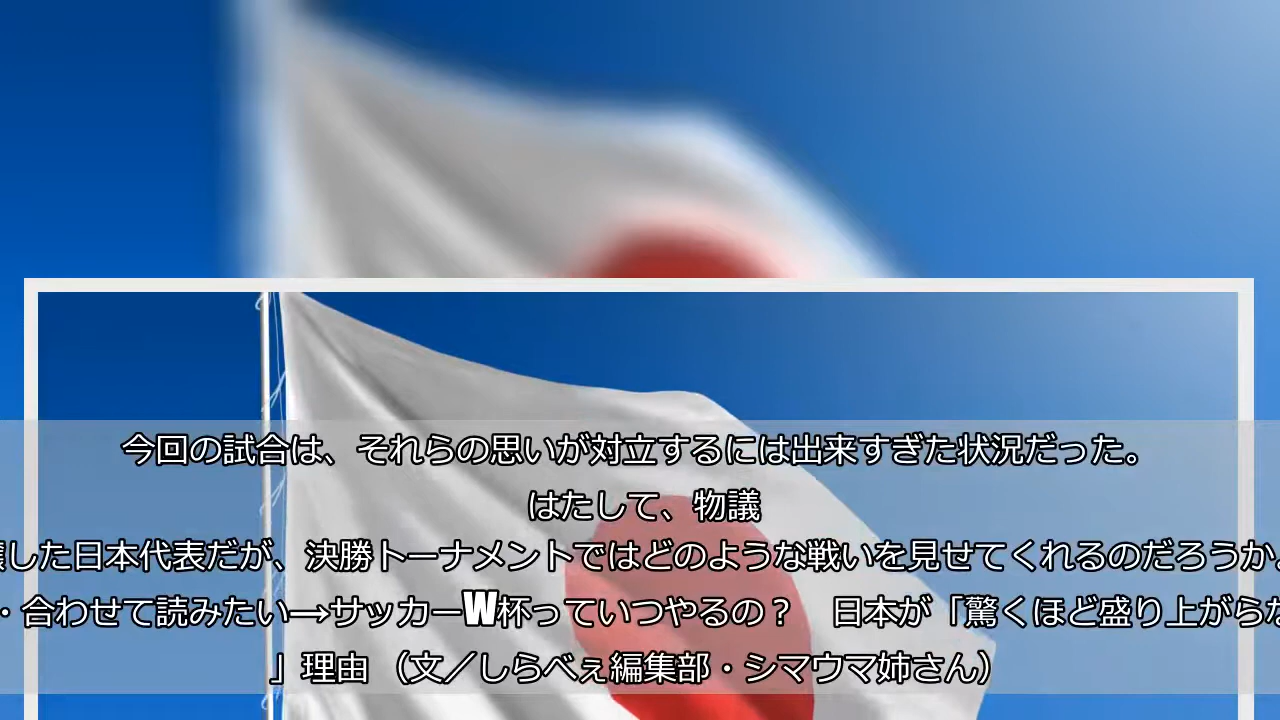 今回の試合は、それらの思いが対立するには出来すぎた状況だった。
はたして、物議
した日本代表だが、決勝トーナメントではどのような戦いを見せてくれるのだろうか。
・合わせて読みたい→サッカーW杯っていつやるの？　日本が「驚くほど盛り上がらな
」理由（文／しらべぇ編集部・シマウマ姉さん）